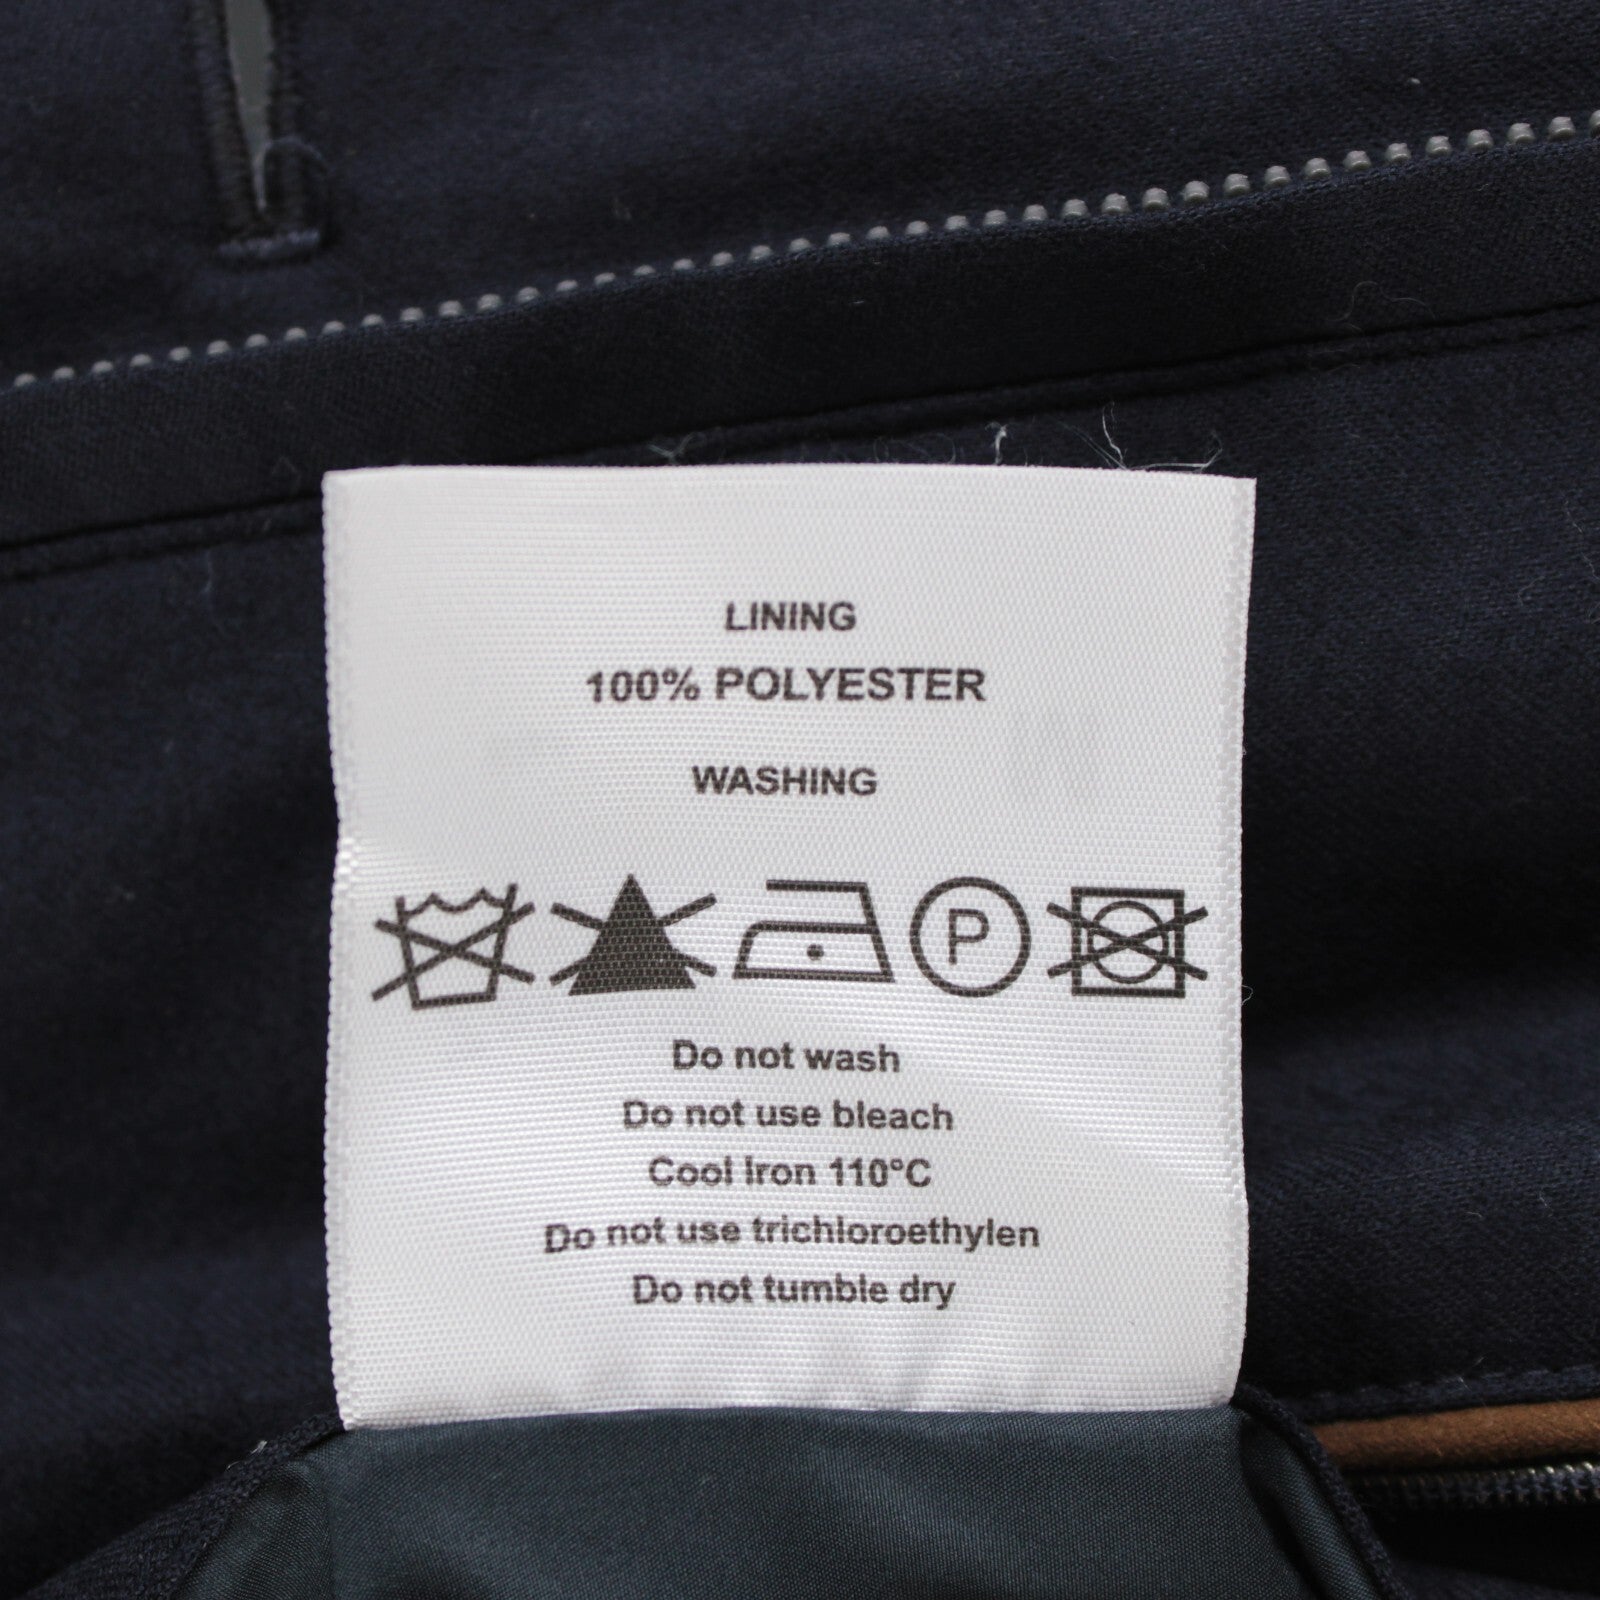 LINING
100% POLYESTER
WASHING
P
Do not wash
Do not use bleach
Cool Iron 110°C
Do not use trichloroethylen
Do not tumble dry